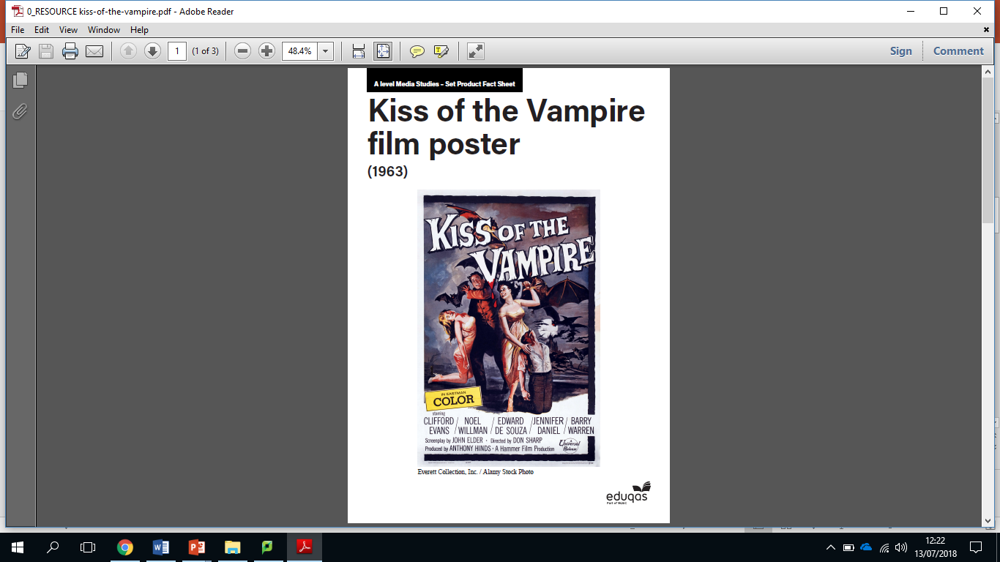 0_RESOURCE kiss-of-the-vampire.pdf - Adobe Reader
File Edit View Window Help
1 (1 of 3) 48.4% Sign Comment
A level Media Studies – Set Product Fact Sheet
Kiss of the Vampire
film poster
(1963)
KISS OF THE
VAMPIRE
IN EASTMAN
COLOR
starring
CLIFFORD EVANS / NOEL WILLMAN / EDWARD DE SOUZA / JENNIFER DANIEL / BARRY WARREN
Screenplay by JOHN ELDER · Directed by DON SHARP
Produced by ANTHONY HINDS · A Hammer Film Production
A Universal Release
Everett Collection, Inc. / Alamy Stock Photo
eduqas
Part of WJEC
12:22
13/07/2018